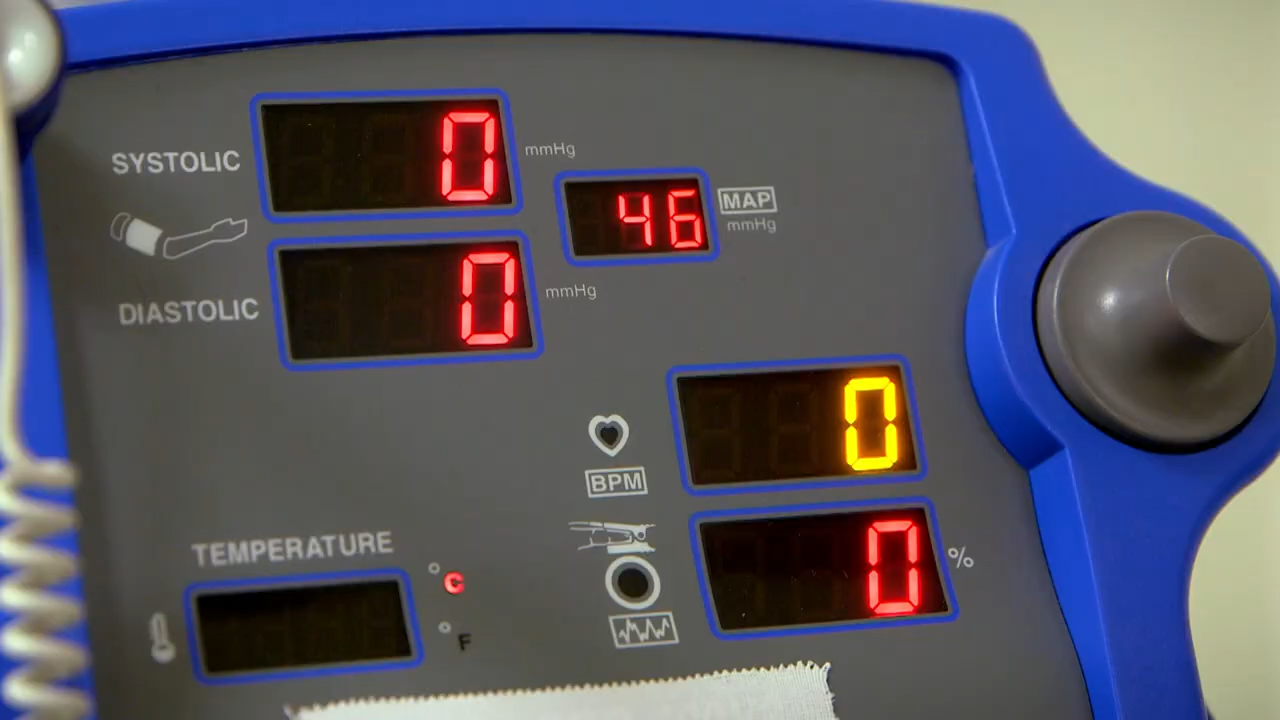 SYSTOLIC 0 mmHg
46 MAP
mmHg
DIASTOLIC 0 mmHg
0
BPM
TEMPERATURE
0 %
°C
°F